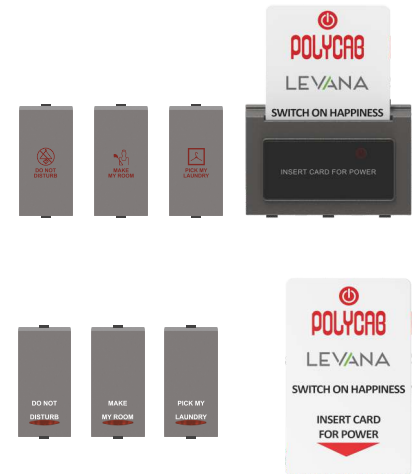 POLYCAB
LEVANA
SWITCH ON HAPPINESS
DO NOT
DISTURB
MAKE
MY ROOM
PICK MY
LAUNDRY
INSERT CARD FOR POWER
POLYCAB
LEVANA
SWITCH ON HAPPINESS
INSERT CARD
FOR POWER
DO NOT
DISTURB
MAKE
MY ROOM
PICK MY
LAUNDRY